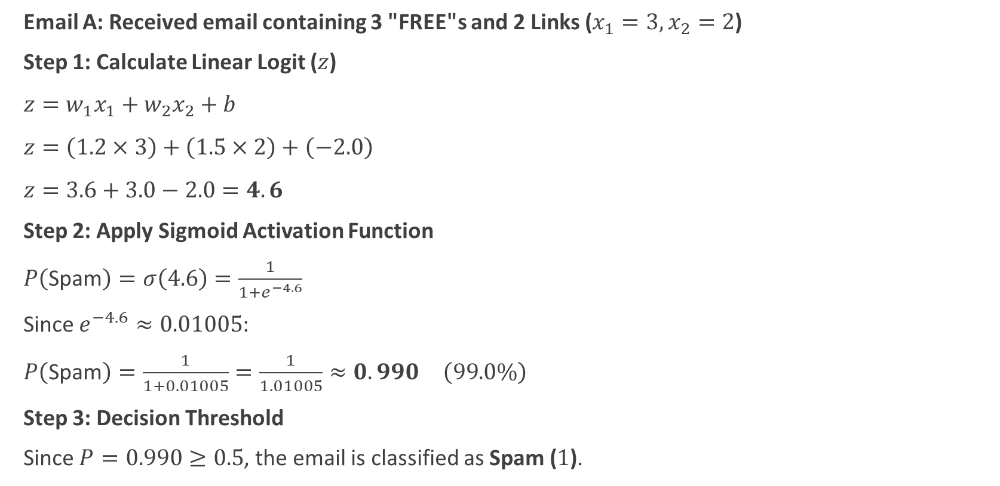 Email A: Received email containing 3 "FREE"s and 2 Links (x₁ = 3, x₂ = 2)
Step 1: Calculate Linear Logit (z)
z = w₁x₁ + w₂x₂ + b
z = (1.2 × 3) + (1.5 × 2) + (−2.0)
z = 3.6 + 3.0 − 2.0 = 4.6
Step 2: Apply Sigmoid Activation Function
P(Spam) = σ(4.6) = 1/(1+e^−4.6)
Since e^−4.6 ≈ 0.01005:
P(Spam) = 1/(1+0.01005) = 1/1.01005 ≈ 0.990 (99.0%)
Step 3: Decision Threshold
Since P = 0.990 ≥ 0.5, the email is classified as Spam (1).